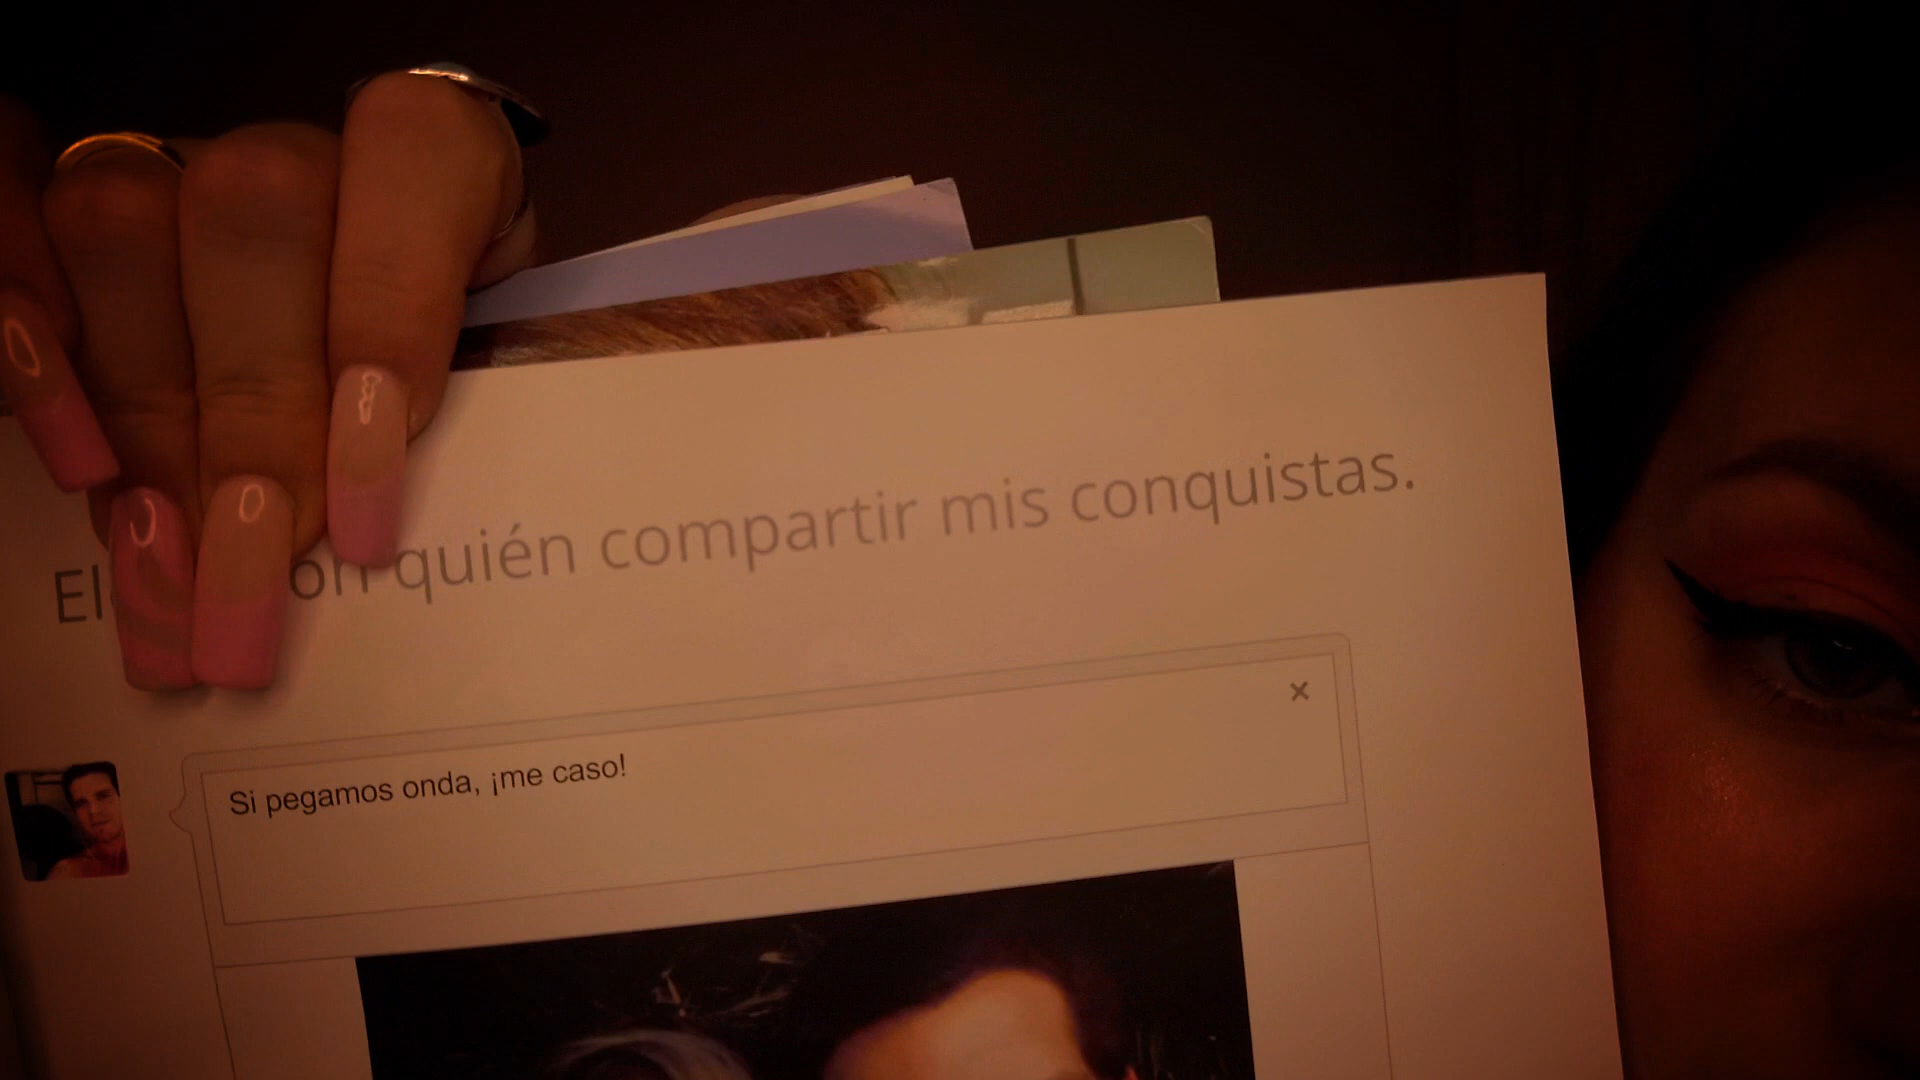 quién compartir mis conquistas.
Si pegamos onda, ¡me caso!